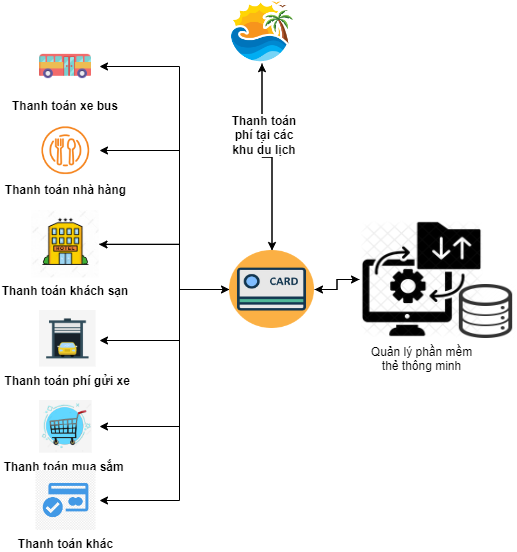 Thanh toán
phí tại các
khu du lịch
Thanh toán xe bus
Thanh toán nhà hàng
HOTEL
Thanh toán khách sạn
CARD
Thanh toán phí gửi xe
Quản lý phần mềm
thẻ thông minh
Thanh toán mua sắm
Thanh toán khác